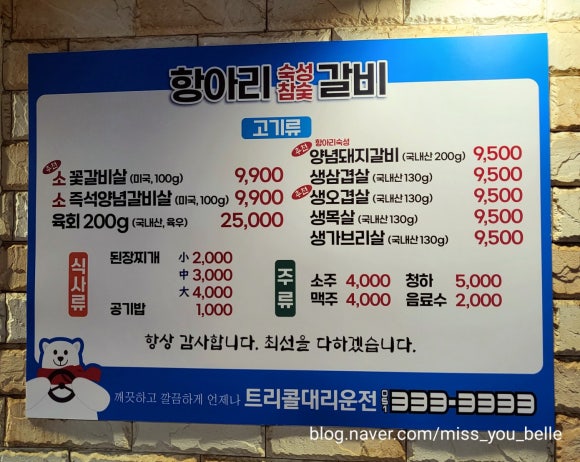 항아리 숙성 참숯 갈비
고기류
추천
소 꽃갈비살 (미국, 100g) 9,900
소 즉석양념갈비살 (미국, 100g) 9,900
육회 200g (국내산, 육우) 25,000
항아리숙성
추천 양념돼지갈비 (국내산 200g) 9,500
생삼겹살 (국내산 130g) 9,500
추천 생오겹살 (국내산 130g) 9,500
생목살 (국내산 130g) 9,500
생가브리살 (국내산 130g) 9,500
식사류
된장찌개 小 2,000
中 3,000
大 4,000
공기밥 1,000
주류
소주 4,000 청하 5,000
맥주 4,000 음료수 2,000
항상 감사합니다. 최선을 다하겠습니다.
깨끗하고 깔끔하게 언제나 트리콜대리운전 051 333-3333
blog.naver.com/miss_you_belle